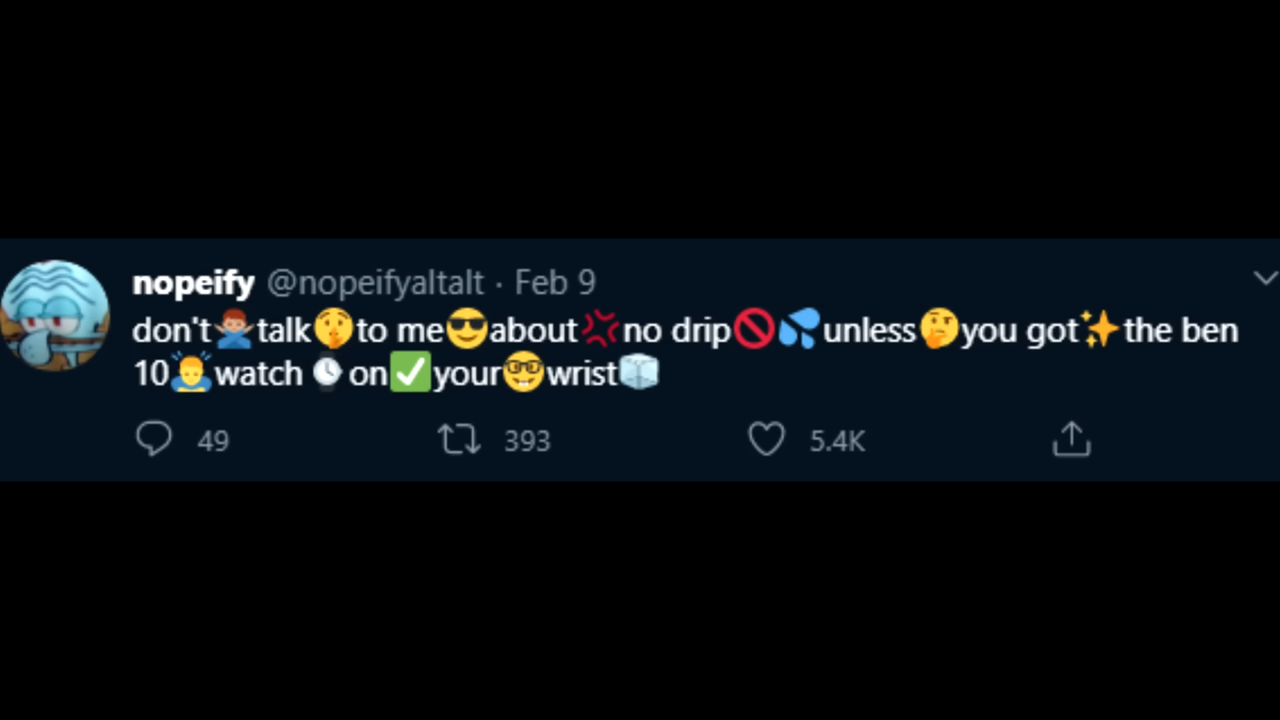 nopeify @nopeifyaltalt · Feb 9
don't🙅‍♂️talk🤫to me😎about💢no drip🚫💦unless🤔you got✨the ben
10🙇‍♂️watch🕓on✅your🤓wrist🧊
49 393 5.4K